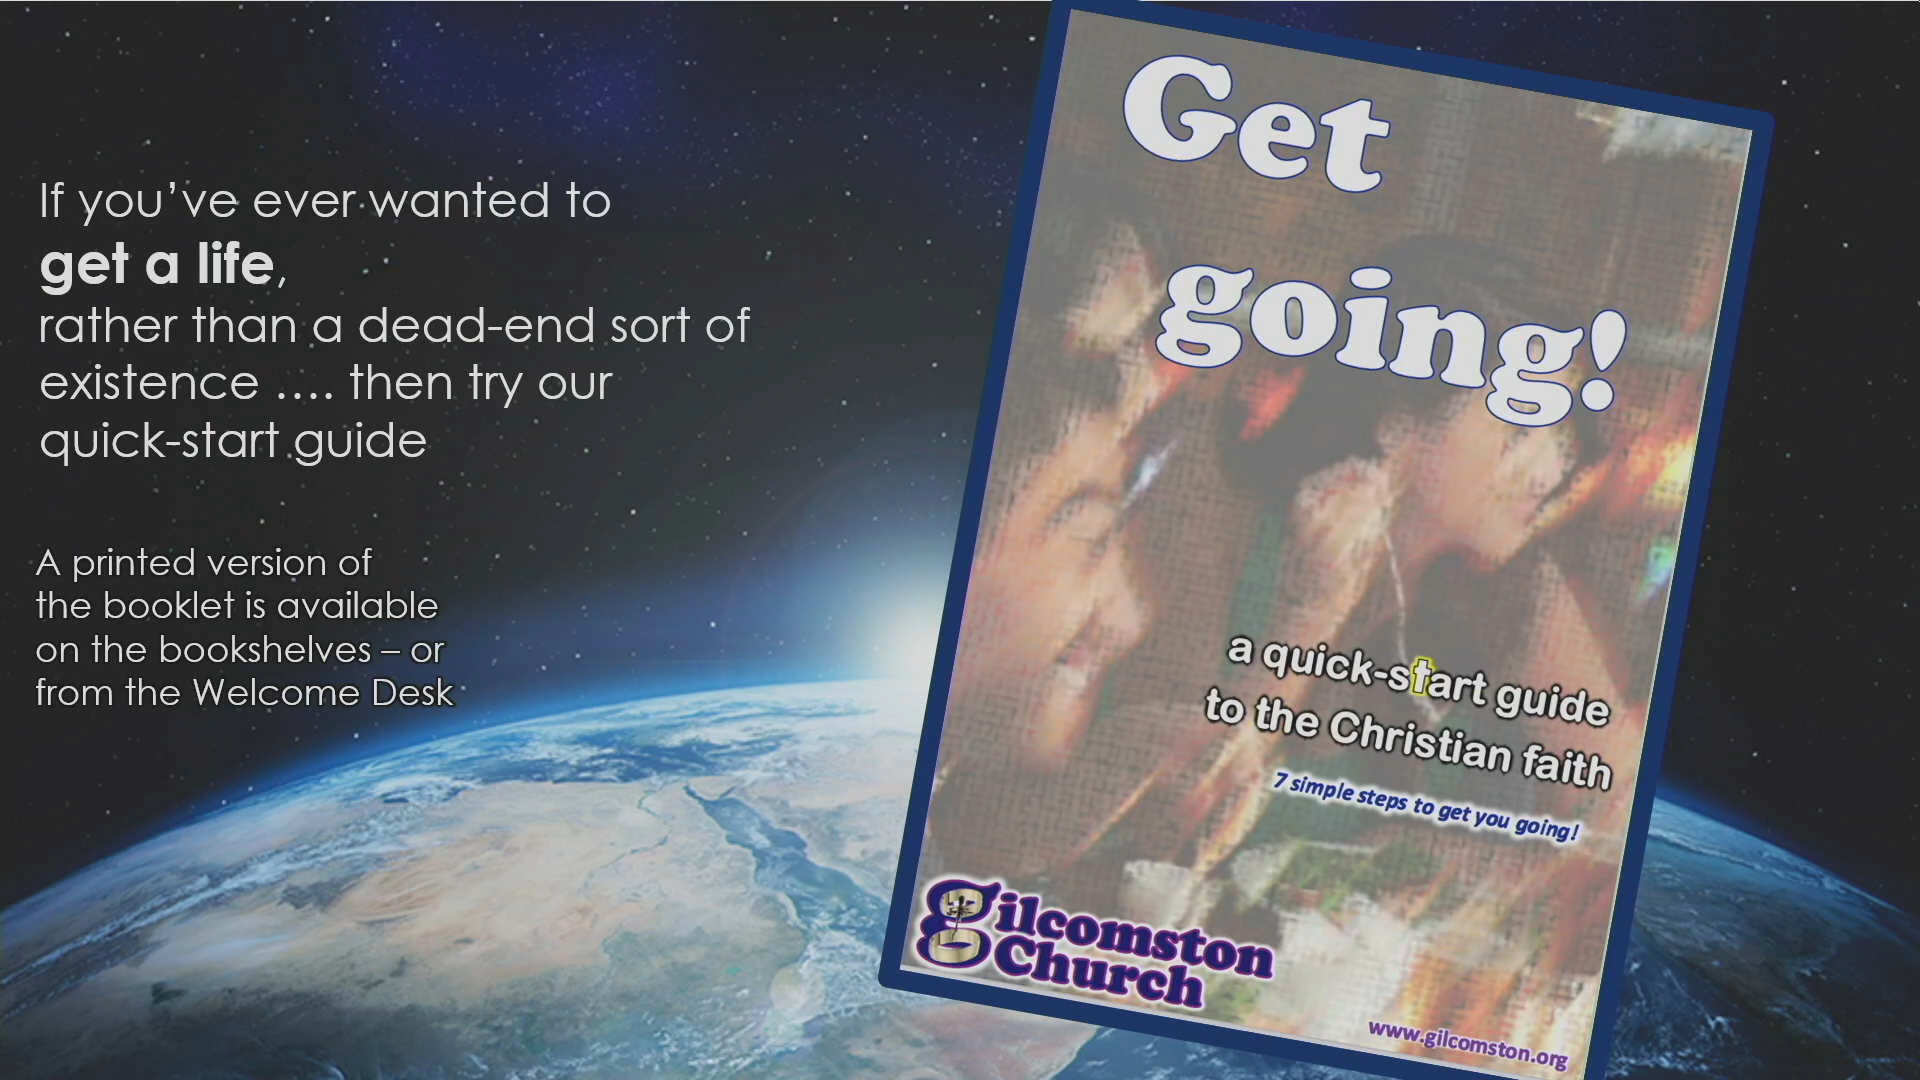 If you’ve ever wanted to
get a life,
rather than a dead-end sort of
existence …. then try our
quick-start guide
A printed version of
the booklet is available
on the bookshelves – or
from the Welcome Desk
Get
going!
a quick-start guide
to the Christian faith
7 simple steps to get you going!
Gilcomston
Church
www.gilcomston.org